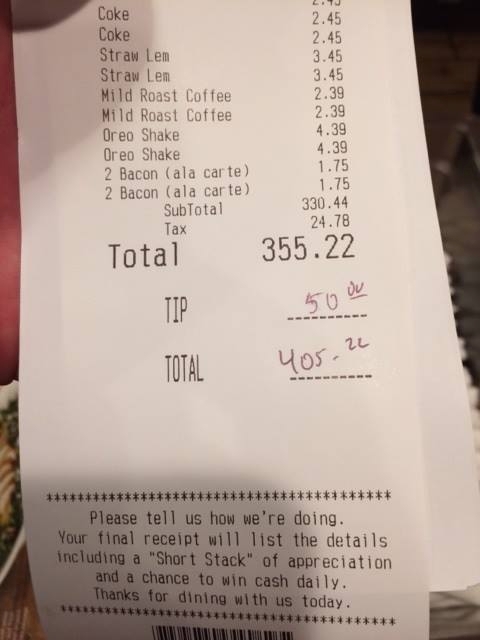 Coke 2.45
Coke 2.45
Straw Lem 3.45
Straw Lem 3.45
Mild Roast Coffee 2.39
Mild Roast Coffee 2.39
Oreo Shake 4.39
Oreo Shake 4.39
2 Bacon (ala carte) 1.75
2 Bacon (ala carte) 1.75
SubTotal 330.44
Tax 24.78
Total 355.22
TIP 50 00
TOTAL 405.22
****************************************
Please tell us how we're doing.
Your final receipt will list the details
including a "Short Stack" of appreciation
and a chance to win cash daily.
Thanks for dining with us today.
****************************************